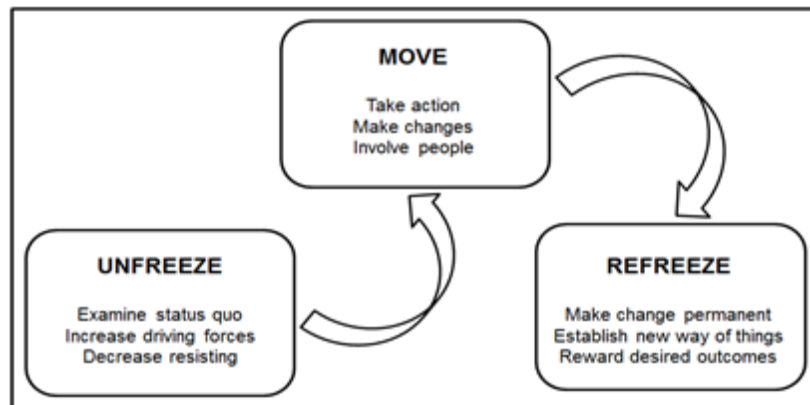 MOVE
Take action
Make changes
Involve people
UNFREEZE
Examine status quo
Increase driving forces
Decrease resisting
REFREEZE
Make change permanent
Establish new way of things
Reward desired outcomes